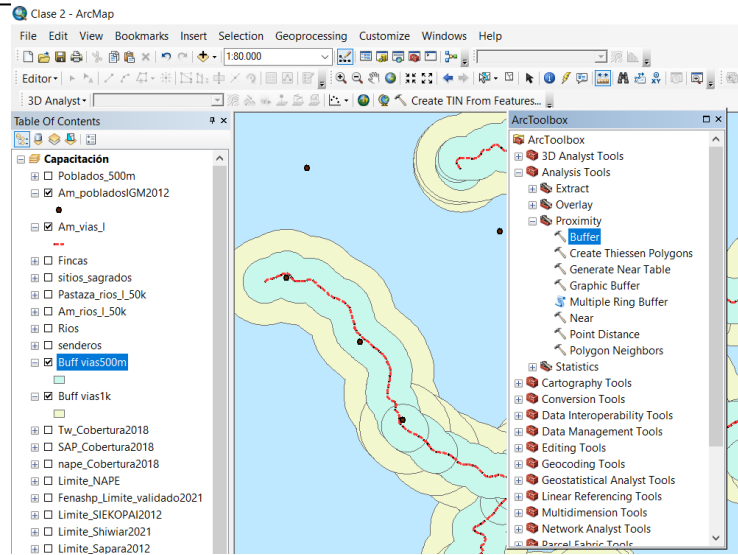 Clase 2 - ArcMap
File Edit View Bookmarks Insert Selection Geoprocessing Customize Windows Help
1:80.000
Editor
3D Analyst
Create TIN From Features...
Table Of Contents
Capacitación
Poblados_500m
Am_pobladosIGM2012
Am_vias_l
Fincas
sitios_sagrados
Pastaza_rios_l_50k
Am_rios_l_50k
Rios
senderos
Buff vias500m
Buff vias1k
Tw_Cobertura2018
SAP_Cobertura2018
nape_Cobertura2018
Limite_NAPE
Fenashp_Limite_validado2021
Limite_SIEKOPAI2012
Limite_Shiwiar2021
Limite_Sapara2012
ArcToolbox
ArcToolbox
3D Analyst Tools
Analysis Tools
Extract
Overlay
Proximity
Buffer
Create Thiessen Polygons
Generate Near Table
Graphic Buffer
Multiple Ring Buffer
Near
Point Distance
Polygon Neighbors
Statistics
Cartography Tools
Conversion Tools
Data Interoperability Tools
Data Management Tools
Editing Tools
Geocoding Tools
Geostatistical Analyst Tools
Linear Referencing Tools
Multidimension Tools
Network Analyst Tools
Parcel Fabric Tools